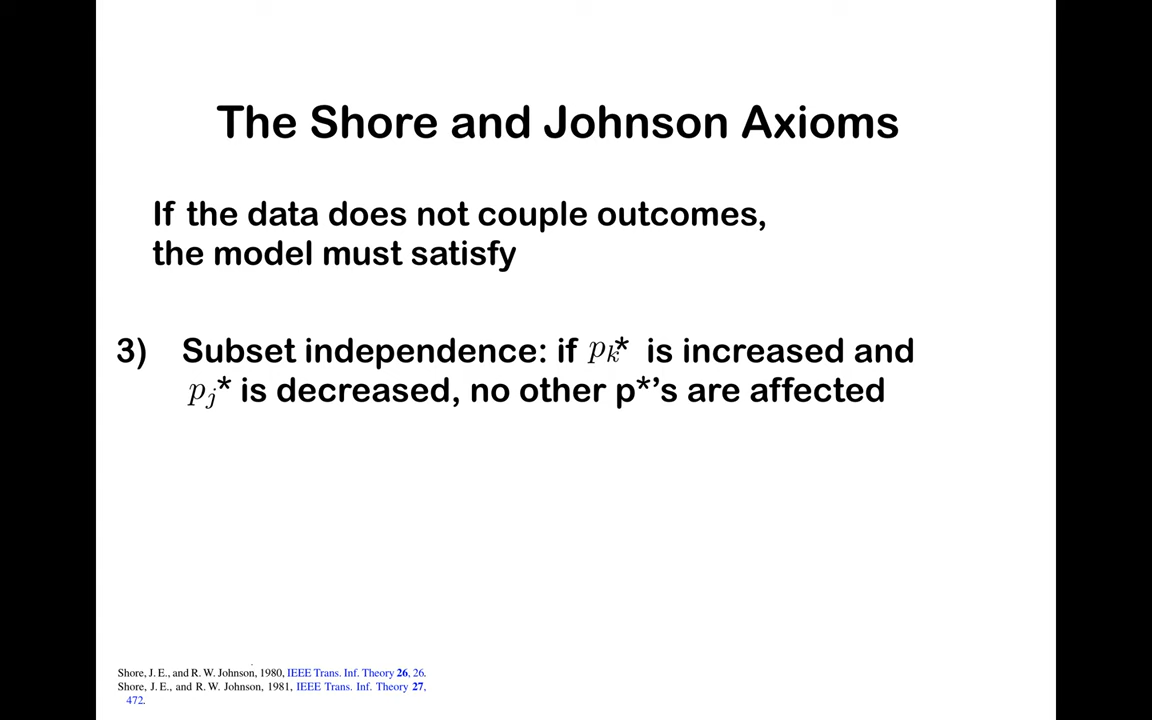 The Shore and Johnson Axioms
If the data does not couple outcomes,
the model must satisfy
3) Subset independence: if pk* is increased and
pj* is decreased, no other p*’s are affected
Shore, J. E., and R. W. Johnson, 1980, IEEE Trans. Inf. Theory 26, 26.
Shore, J. E., and R. W. Johnson, 1981, IEEE Trans. Inf. Theory 27,
472.